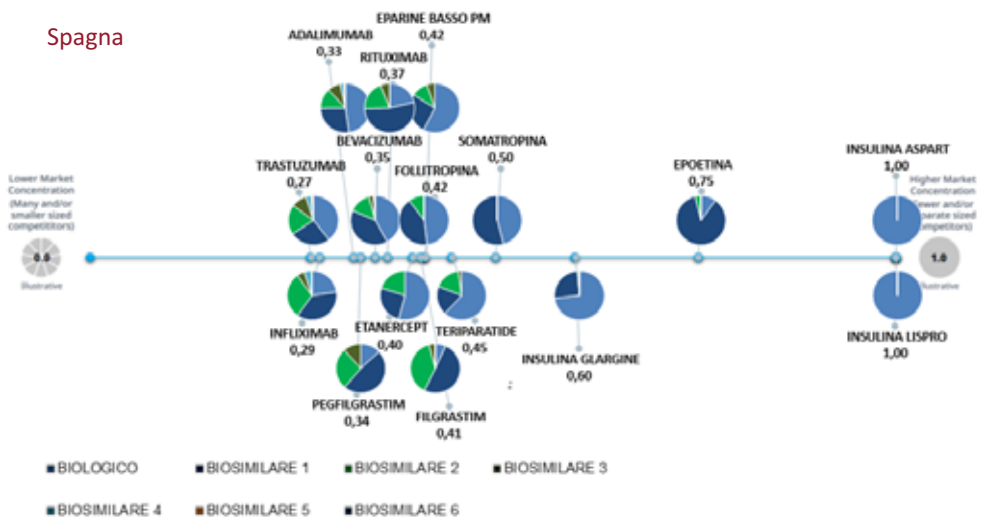 Spagna
EPARINE BASSO PM
0,42
ADALIMUMAB
0,33
RITUXIMAB
0,37
BEVACIZUMAB
0,35
SOMATROPINA
0,50
TRASTUZUMAB
0,27
FOLLITROPINA
0,42
EPOETINA
0,75
INSULINA ASPART
1,00
Lower Market
Concentration
(Many and/or
smaller sized
competitors)
0.0
Illustrative
Higher Market
Concentration
1.0
Illustrative
INFLIXIMAB
0,29
ETANERCEPT
0,40
TERIPARATIDE
0,45
INSULINA GLARGINE
0,60
INSULINA LISPRO
1,00
PEGFILGRASTIM
0,34
FILGRASTIM
0,41
;
BIOLOGICO
BIOSIMILARE 1
BIOSIMILARE 2
BIOSIMILARE 3
BIOSIMILARE 4
BIOSIMILARE 5
BIOSIMILARE 6